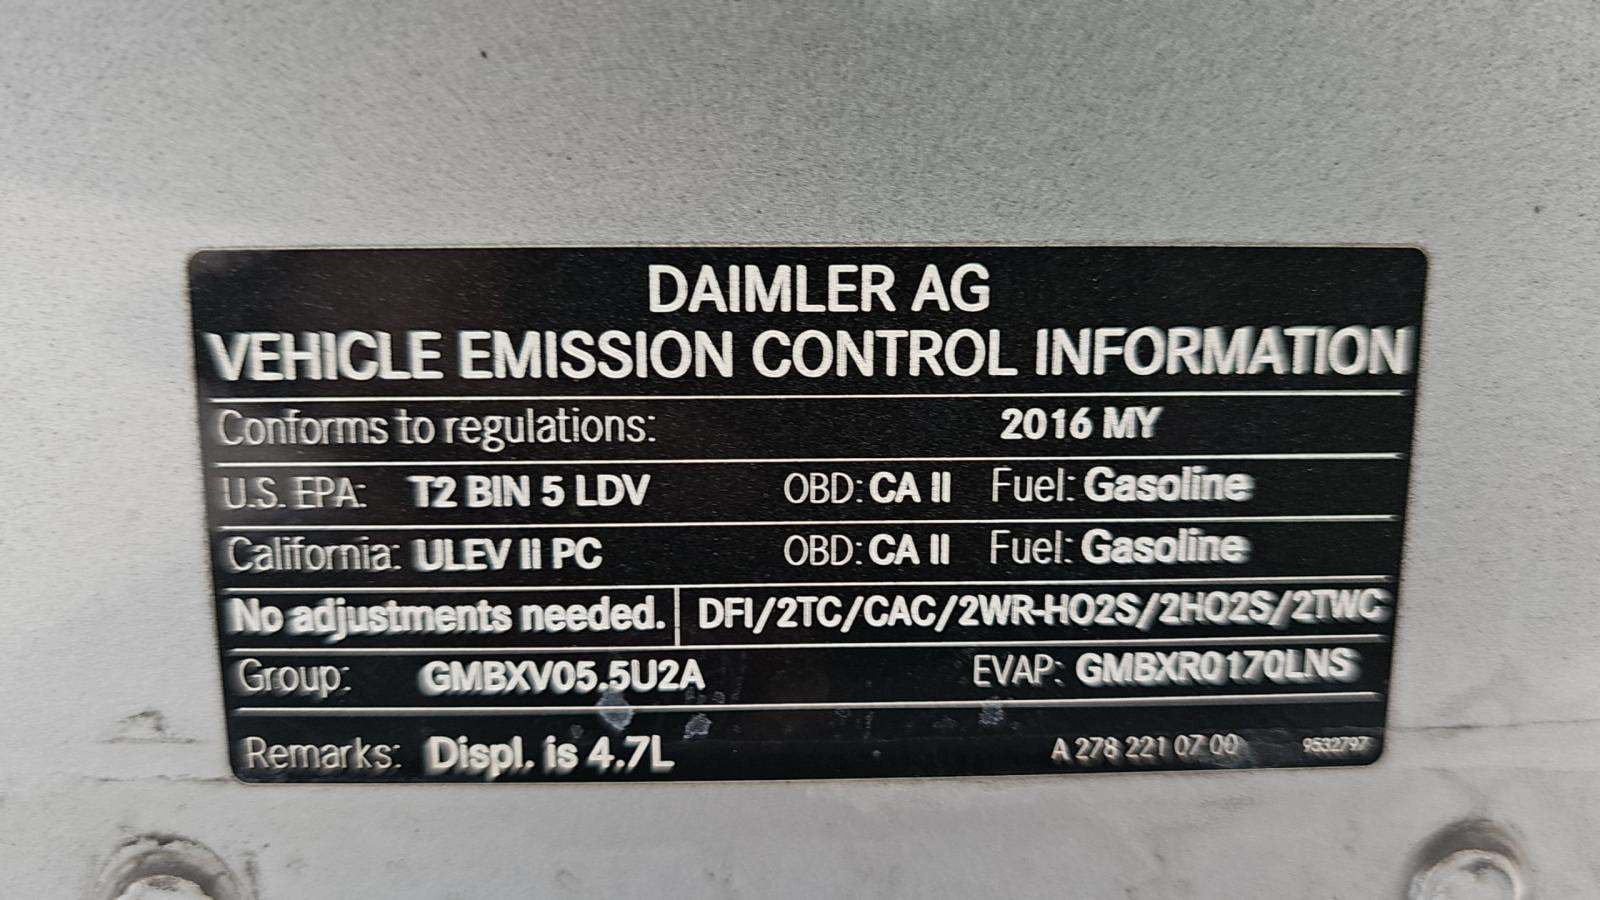 DAIMLER AG
VEHICLE EMISSION CONTROL INFORMATION
Conforms to regulations: 2016 MY
U.S. EPA: T2 BIN 5 LDV OBD: CA II Fuel: Gasoline
California: ULEV II PC OBD: CA II Fuel: Gasoline
No adjustments needed. DFI/2TC/CAC/2WR-HO2S/2HO2S/2TWC
Group: GMBXV05.5U2A EVAP: GMBXR0170LNS
Remarks: Displ. is 4.7L A 278 221 07 00 9532797